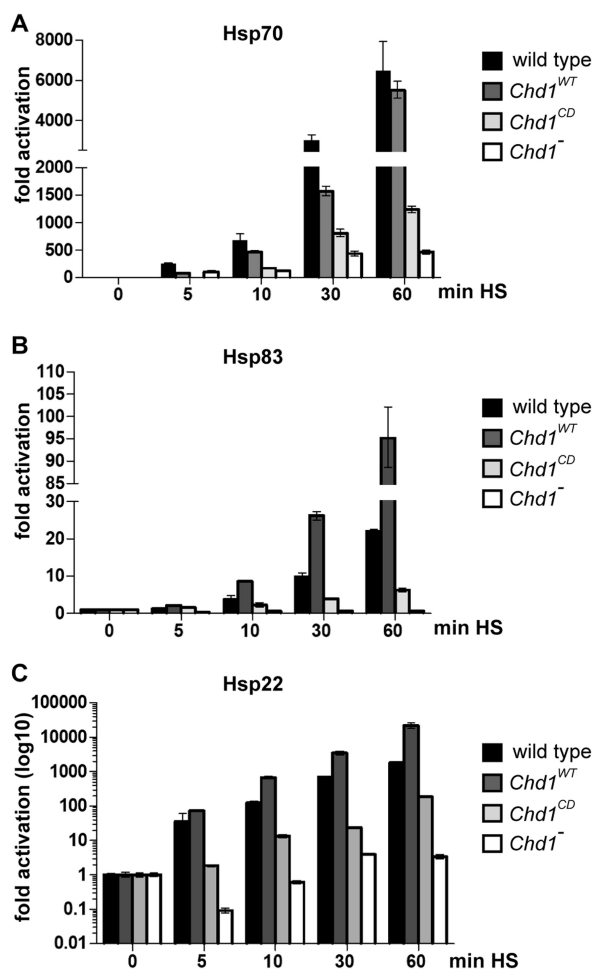 A
Hsp70
fold activation
8000
6000
4000
2000
1500
1000
500
0
0 5 10 30 60 min HS
wild type
Chd1WT
Chd1CD
Chd1-
B
Hsp83
fold activation
110
105
100
95
90
85
30
20
10
0
0 5 10 30 60 min HS
wild type
Chd1WT
Chd1CD
Chd1-
C
Hsp22
fold activation (log10)
100000
10000
1000
100
10
1
0.1
0.01
0 5 10 30 60 min HS
wild type
Chd1WT
Chd1CD
Chd1-